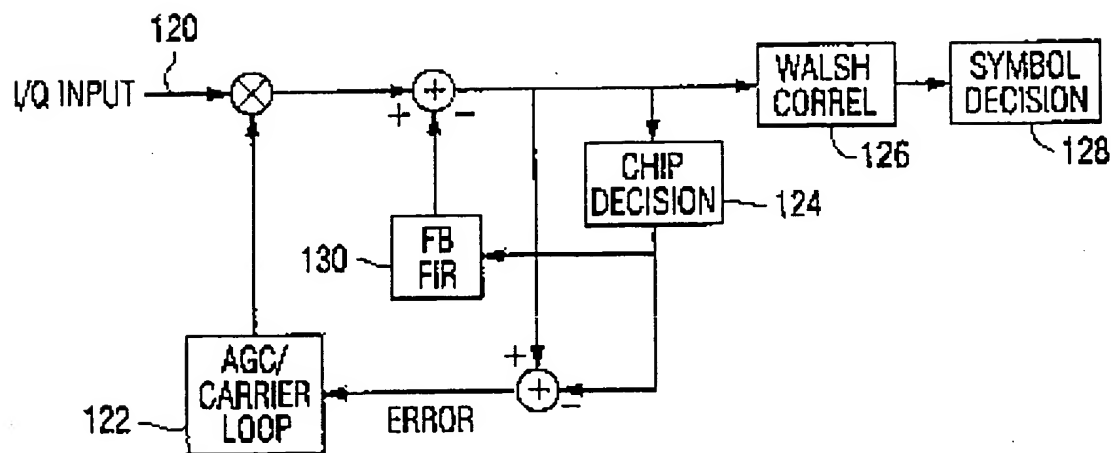 120
I/Q INPUT
+
-
WALSH
CORREL
126
SYMBOL
DECISION
128
CHIP
DECISION
124
FB
FIR
130
AGC/
CARRIER
LOOP
122
+
-
ERROR